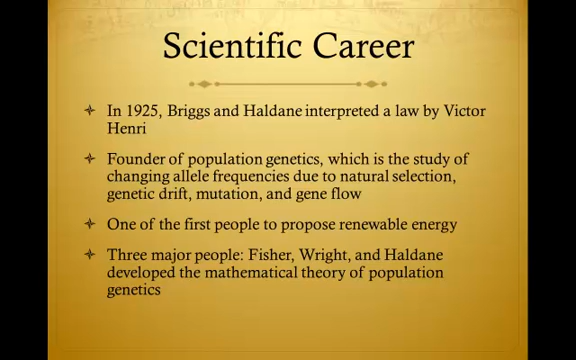 Scientific Career
In 1925, Briggs and Haldane interpreted a law by Victor
Henri
Founder of population genetics, which is the study of
changing allele frequencies due to natural selection,
genetic drift, mutation, and gene flow
One of the first people to propose renewable energy
Three major people: Fisher, Wright, and Haldane
developed the mathematical theory of population
genetics